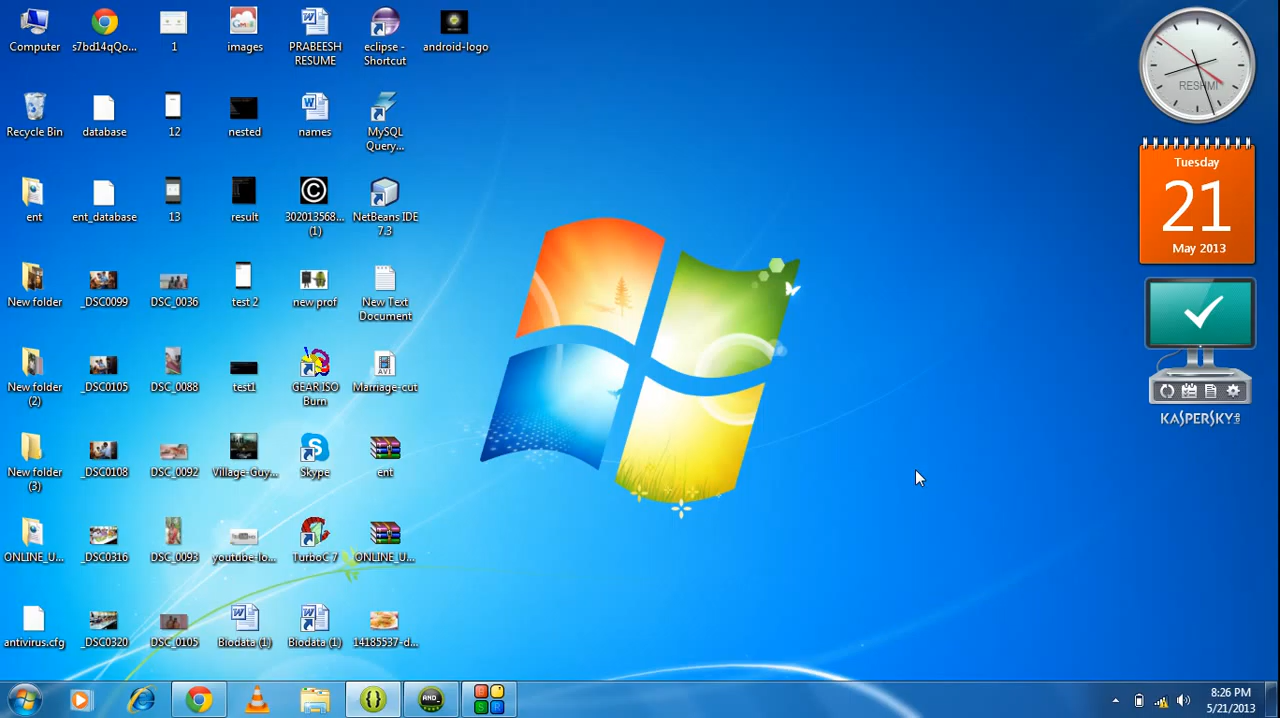 Computer
s7bd14qQo...
1
images
PRABEESH
RESUME
eclipse -
Shortcut
android-logo
Recycle Bin
database
12
nested
names
MySQL
Query...
ent
ent_database
13
result
302013568...
(1)
NetBeans IDE
7.3
New folder
_DSC0099
DSC_0036
test 2
new prof
New Text
Document
New folder
(2)
_DSC0105
DSC_0088
test1
GEAR ISO
Burn
Marriage-cut
New folder
(3)
_DSC0108
DSC_0092
Village-Guy...
Skype
ent
ONLINE_U...
_DSC0316
DSC_0093
youtube-lo...
TurboC 7
ONLINE_U...
antivirus.cfg
_DSC0320
DSC_0105
Biodata (1)
Biodata (1)
14185537-d...
RESHMI
Tuesday
21
May 2013
KASPERSKY
8:26 PM
5/21/2013